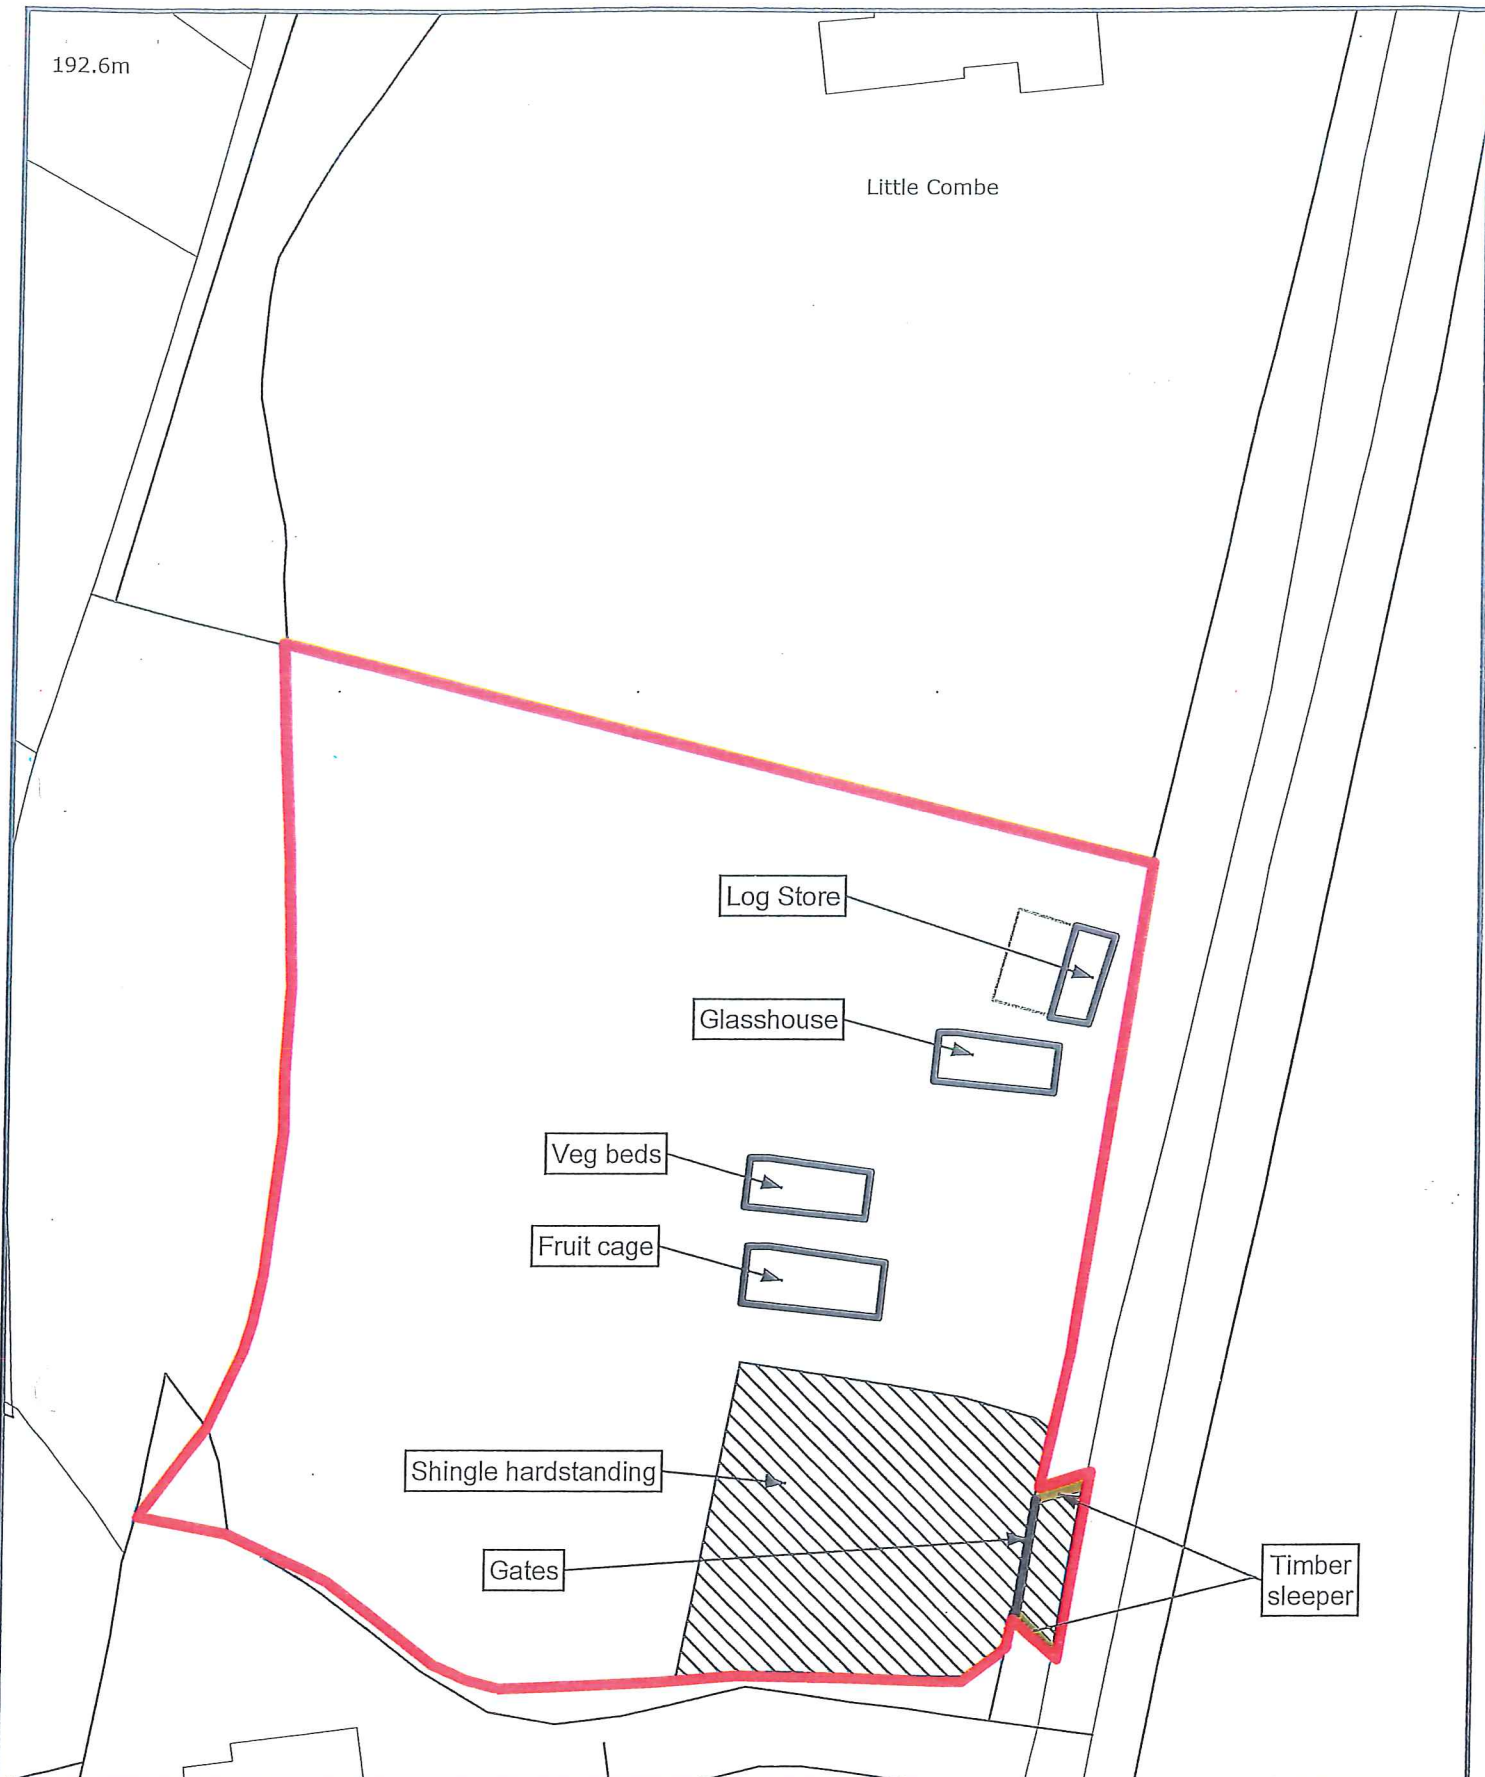 192.6m
Little Combe
Log Store
Glasshouse
Veg beds
Fruit cage
Shingle hardstanding
Gates
Timber
sleeper